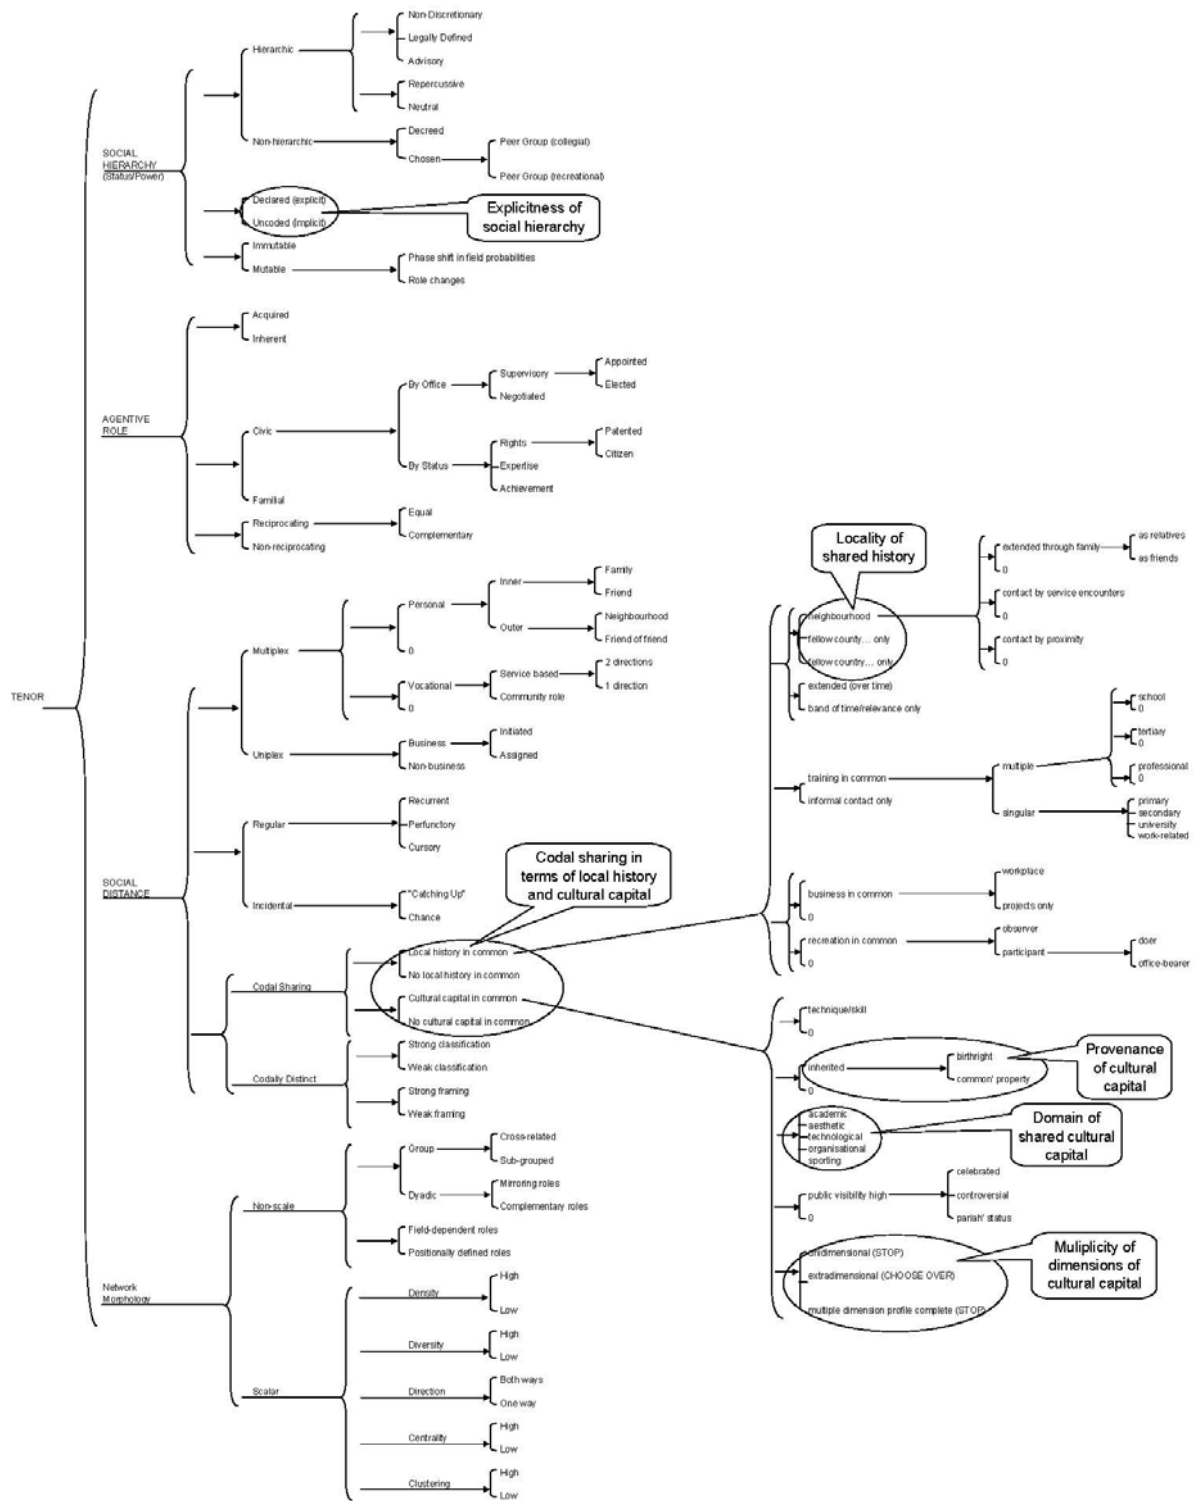 TENOR
SOCIAL
HIERARCHY
(Status/Power)
Hierarchic
Non-Discretionary
Legally Defined
Advisory
Repercussive
Neutral
Non-hierarchic
Decreed
Chosen
Peer Group (collegial)
Peer Group (recreational)
Declared (explicit)
Uncoded (implicit)
Explicitness of
social hierarchy
Immutable
Mutable
Phase shift in field probabilities
Role changes
AGENTIVE
ROLE
Acquired
Inherent
Civic
By Office
Supervisory
Appointed
Elected
Negotiated
By Status
Rights
Patented
Citizen
Expertise
Achievement
Familial
Reciprocating
Equal
Complementary
Non-reciprocating
SOCIAL
DISTANCE
Multiplex
Personal
Inner
Family
Friend
Outer
Neighbourhood
Friend of friend
0
Vocational
Service based
2 directions
1 direction
Community role
0
Uniplex
Business
Initiated
Assigned
Non-business
Regular
Recurrent
Perfunctory
Cursory
Incidental
"Catching Up"
Chance
Codal sharing in
terms of local history
and cultural capital
Codal Sharing
Local history in common
No local history in common
Cultural capital in common
No cultural capital in common
Codally Distinct
Strong classification
Weak classification
Strong framing
Weak framing
Network
Morphology
Non-scale
Group
Cross-related
Sub-grouped
Dyadic
Mirroring roles
Complementary roles
Field-dependent roles
Positionally defined roles
Scalar
Density
High
Low
Diversity
High
Low
Direction
Both ways
One way
Centrality
High
Low
Clustering
High
Low
Locality of
shared history
neighbourhood
fellow county... only
fellow country... only
extended through family
as relatives
as friends
0
contact by service encounters
0
contact by proximity
0
extended (over time)
band of time/relevance only
training in common
informal contact only
multiple
school
0
tertiary
0
professional
0
singular
primary
secondary
university
work-related
business in common
workplace
projects only
0
recreation in common
observer
participant
doer
office-bearer
0
technique/skill
0
inherited
birthright
common' property
0
Provenance
of cultural
capital
academic
aesthetic
technological
organisational
sporting
Domain of
shared cultural
capital
public visibility high
celebrated
controversial
pariah' status
0
unidimensional (STOP)
extradimensional (CHOOSE OVER)
multiple dimension profile complete (STOP)
Muliplicity of
dimensions of
cultural capital